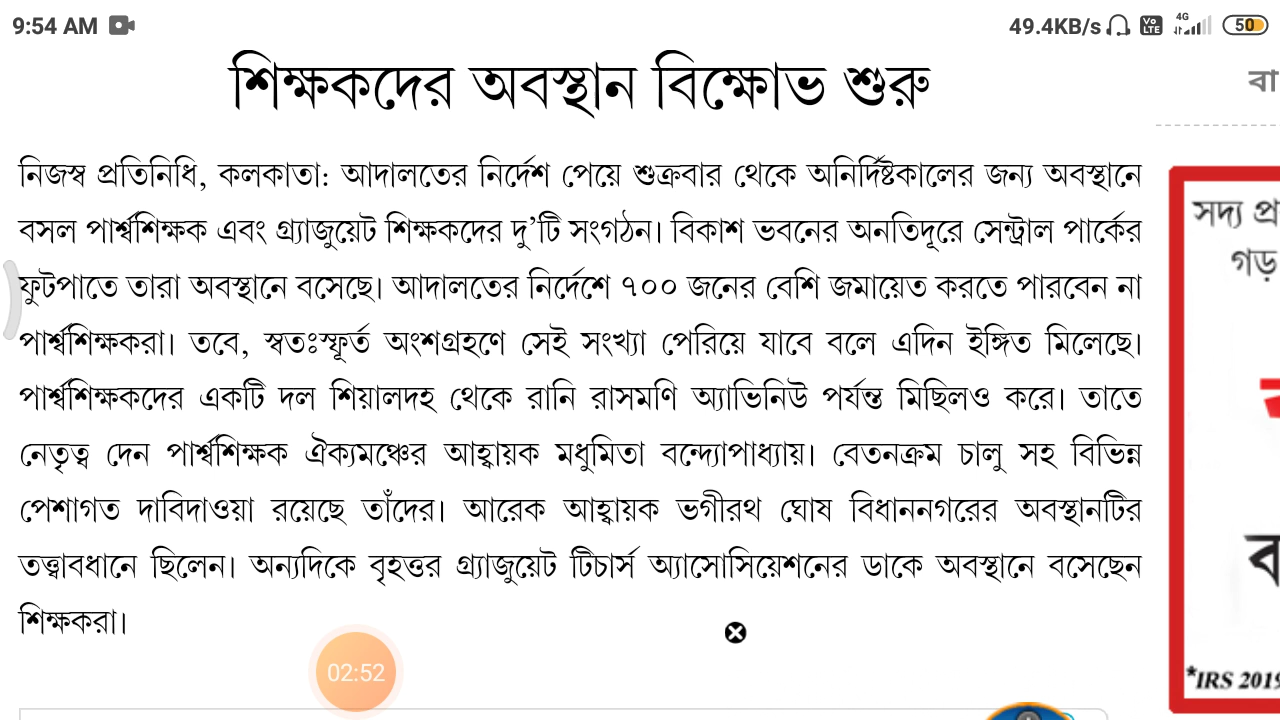 9:54 AM
49.4KB/s
Vo LTE
4G
50
শিক্ষকদের অবস্থান বিক্ষোভ শুরু
বা
নিজস্ব প্রতিনিধি, কলকাতা: আদালতের নির্দেশ পেয়ে শুক্রবার থেকে অনির্দিষ্টকালের জন্য অবস্থানে
বসল পার্শ্বশিক্ষক এবং গ্র্যাজুয়েট শিক্ষকদের দু’টি সংগঠন। বিকাশ ভবনের অনতিদূরে সেন্ট্রাল পার্কের
ফুটপাতে তারা অবস্থানে বসেছে। আদালতের নির্দেশে ৭০০ জনের বেশি জমায়েত করতে পারবেন না
পার্শ্বশিক্ষকরা। তবে, স্বতঃস্ফূর্ত অংশগ্রহণে সেই সংখ্যা পেরিয়ে যাবে বলে এদিন ইঙ্গিত মিলেছে।
পার্শ্বশিক্ষকদের একটি দল শিয়ালদহ থেকে রানি রাসমণি অ্যাভিনিউ পর্যন্ত মিছিলও করে। তাতে
নেতৃত্ব দেন পার্শ্বশিক্ষক ঐক্যমঞ্চের আহ্বায়ক মধুমিতা বন্দ্যোপাধ্যায়। বেতনক্রম চালু সহ বিভিন্ন
পেশাগত দাবিদাওয়া রয়েছে তাঁদের। আরেক আহ্বায়ক ভগীরথ ঘোষ বিধাননগরের অবস্থানটির
তত্ত্বাবধানে ছিলেন। অন্যদিকে বৃহত্তর গ্র্যাজুয়েট টিচার্স অ্যাসোসিয়েশনের ডাকে অবস্থানে বসেছেন
শিক্ষকরা।
02:52
সদ্য প্র
গড়
ব
*IRS 2019